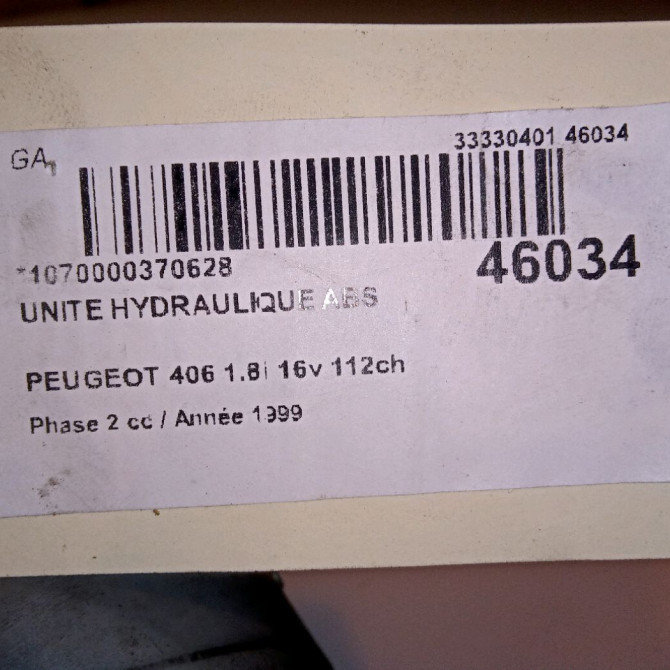 GA
33330401 46034
*1070000370628
46034
UNITE HYDRAULIQUE ABS
PEUGEOT 406 1.8i 16v 112ch
Phase 2 cc / Année 1999